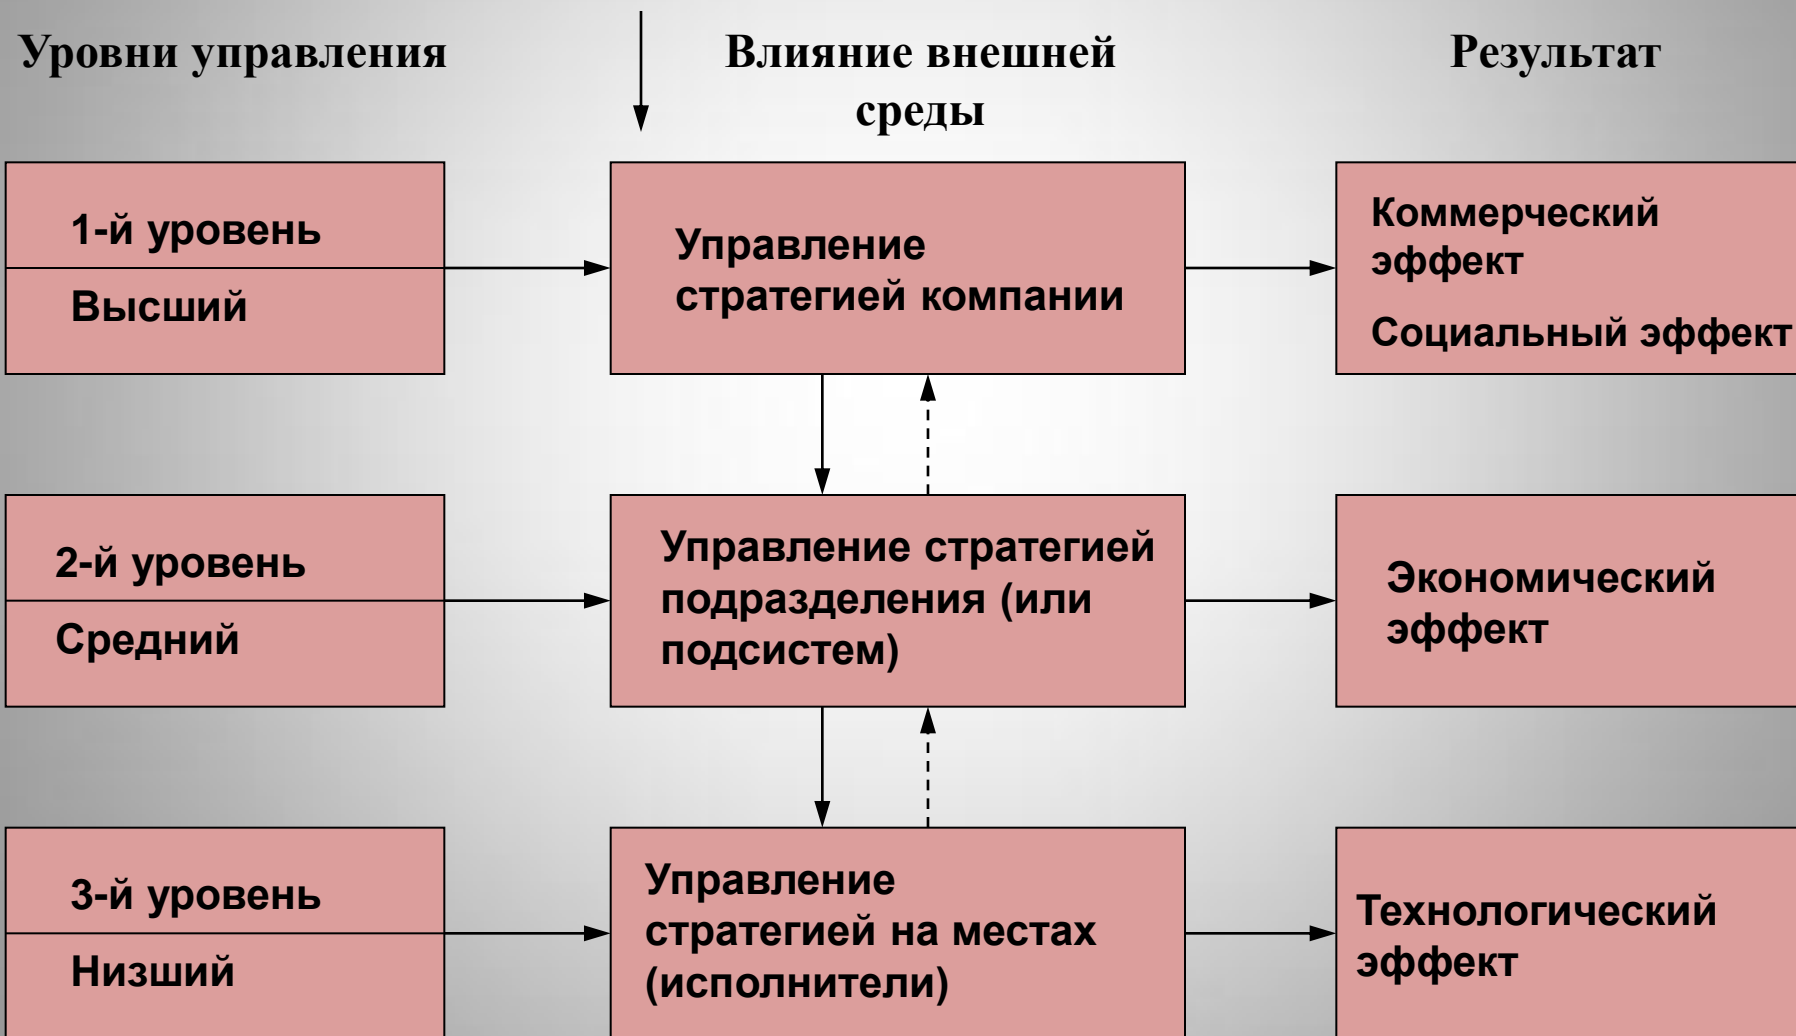 Уровни управления
Влияние внешней
среды
Результат
1-й уровень
Высший
Управление
стратегией компании
Коммерческий
эффект
Социальный эффект
2-й уровень
Средний
Управление стратегией
подразделения (или
подсистем)
Экономический
эффект
3-й уровень
Низший
Управление
стратегией на местах
(исполнители)
Технологический
эффект